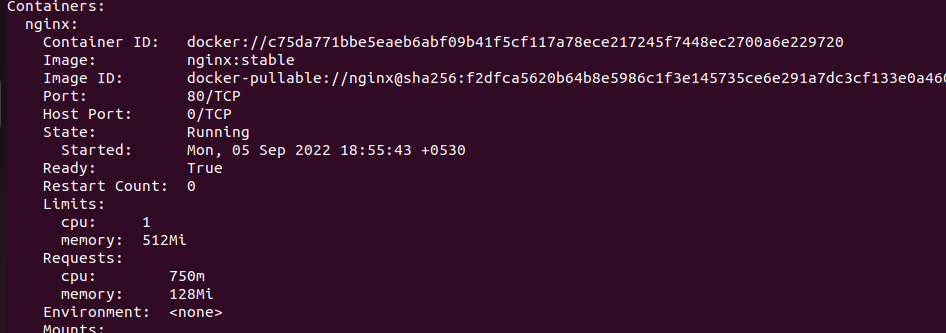 Containers:
nginx:
Container ID: docker://c75da771bbe5eaeb6abf09b41f5cf117a78ece217245f7448ec2700a6e229720
Image: nginx:stable
Image ID: docker-pullable://nginx@sha256:f2dfca5620b64b8e5986c1f3e145735ce6e291a7dc3cf133e0a460
Port: 80/TCP
Host Port: 0/TCP
State: Running
Started: Mon, 05 Sep 2022 18:55:43 +0530
Ready: True
Restart Count: 0
Limits:
cpu: 1
memory: 512Mi
Requests:
cpu: 750m
memory: 128Mi
Environment: <none>
Mounts: